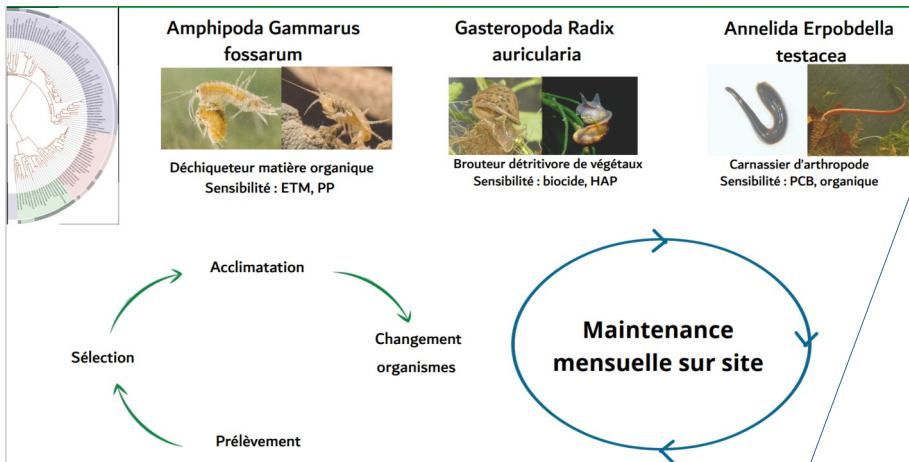 Amphipoda Gammarus
fossarum
Gasteropoda Radix
auricularia
Annelida Erpobdella
testacea
Déchiqueteur matière organique
Sensibilité : ETM, PP
Brouteur détritivore de végétaux
Sensibilité : biocide, HAP
Carnassier d'arthropode
Sensibilité : PCB, organique
Acclimatation
Sélection
Changement
organismes
Prélèvement
Maintenance
mensuelle sur site